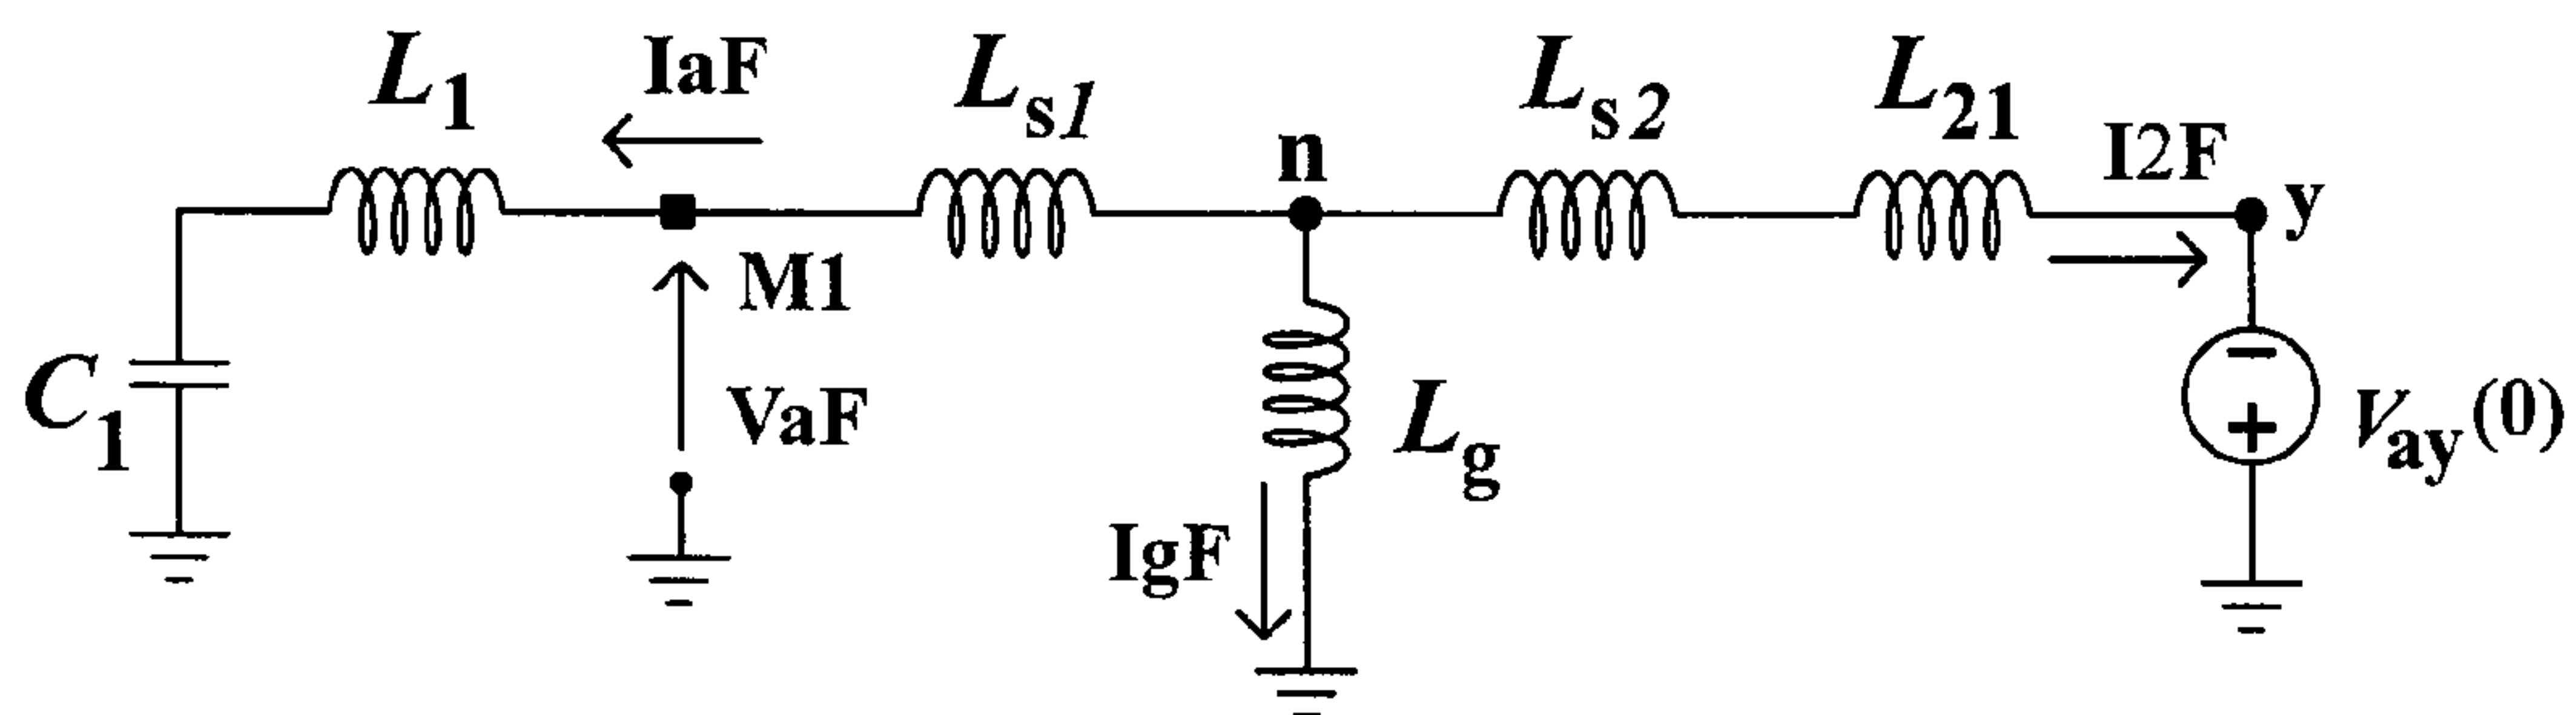 L1
IaF
Ls1
n
Ls2
L21
I2F
y
C1
M1
VaF
Lg
IgF
−
+
Vay(0)